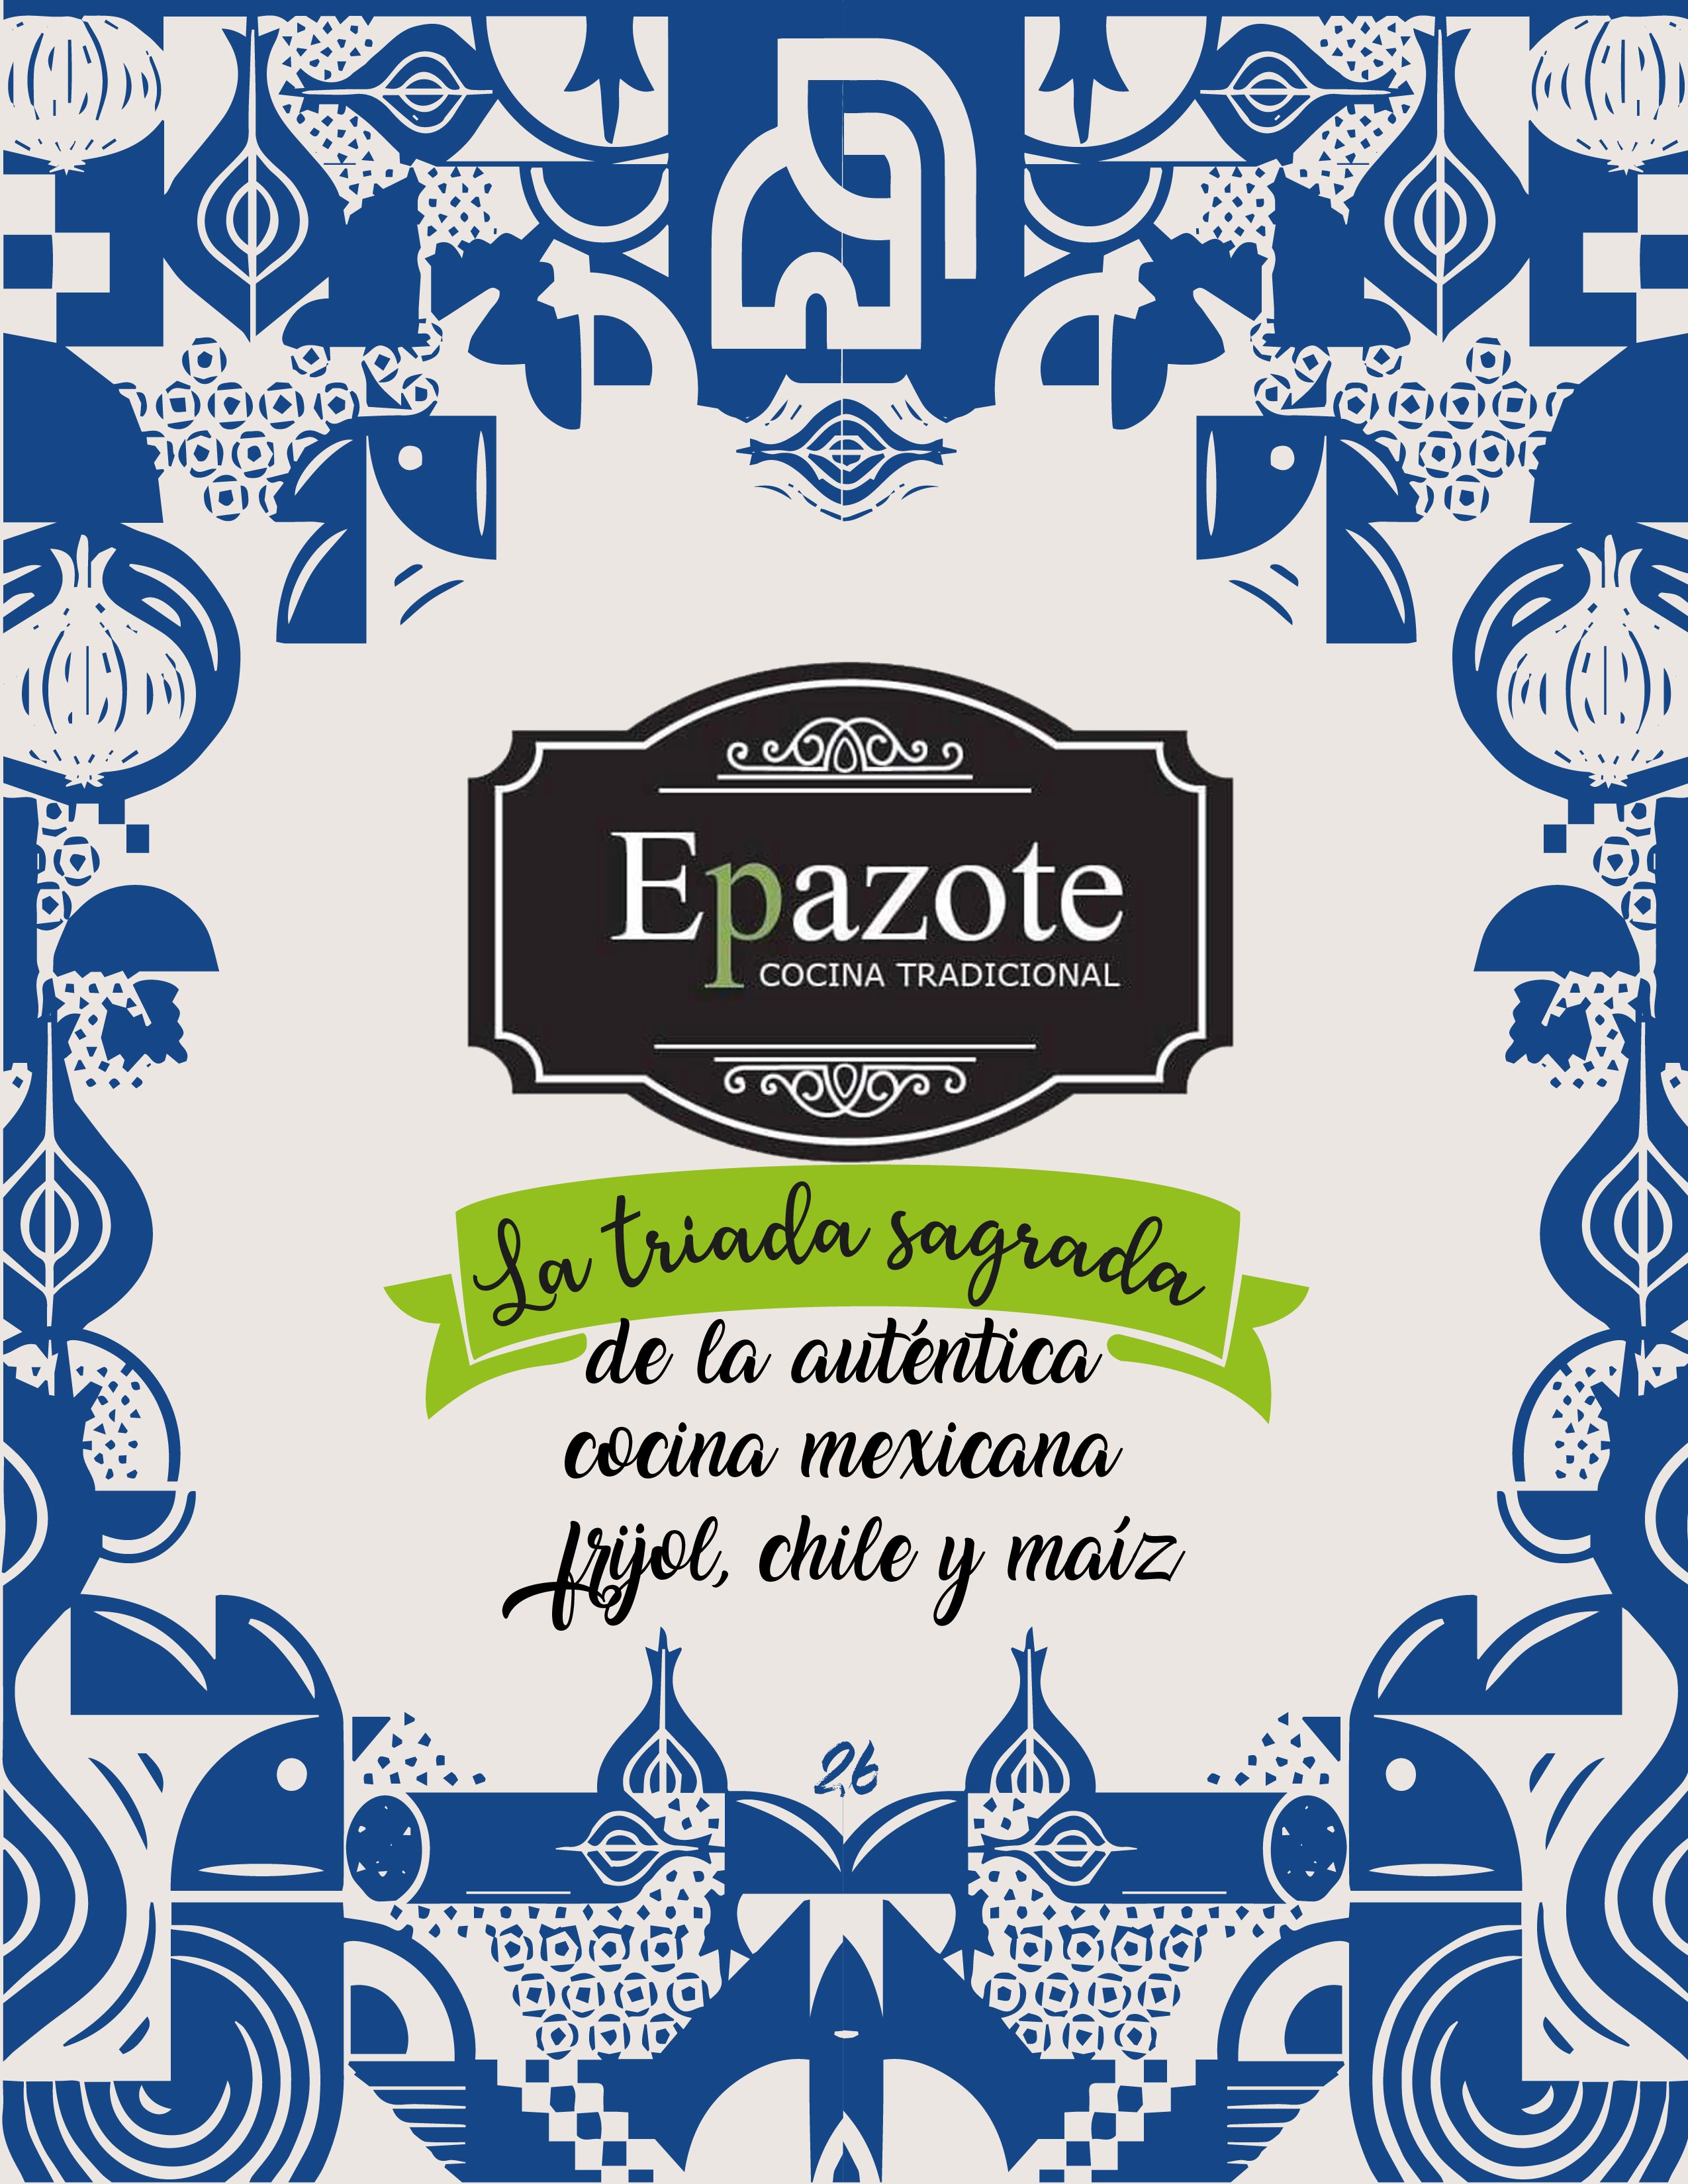 Epazote
COCINA TRADICIONAL
La triada sagrada
de la auténtica
cocina mexicana
frijol, chile y maíz
26